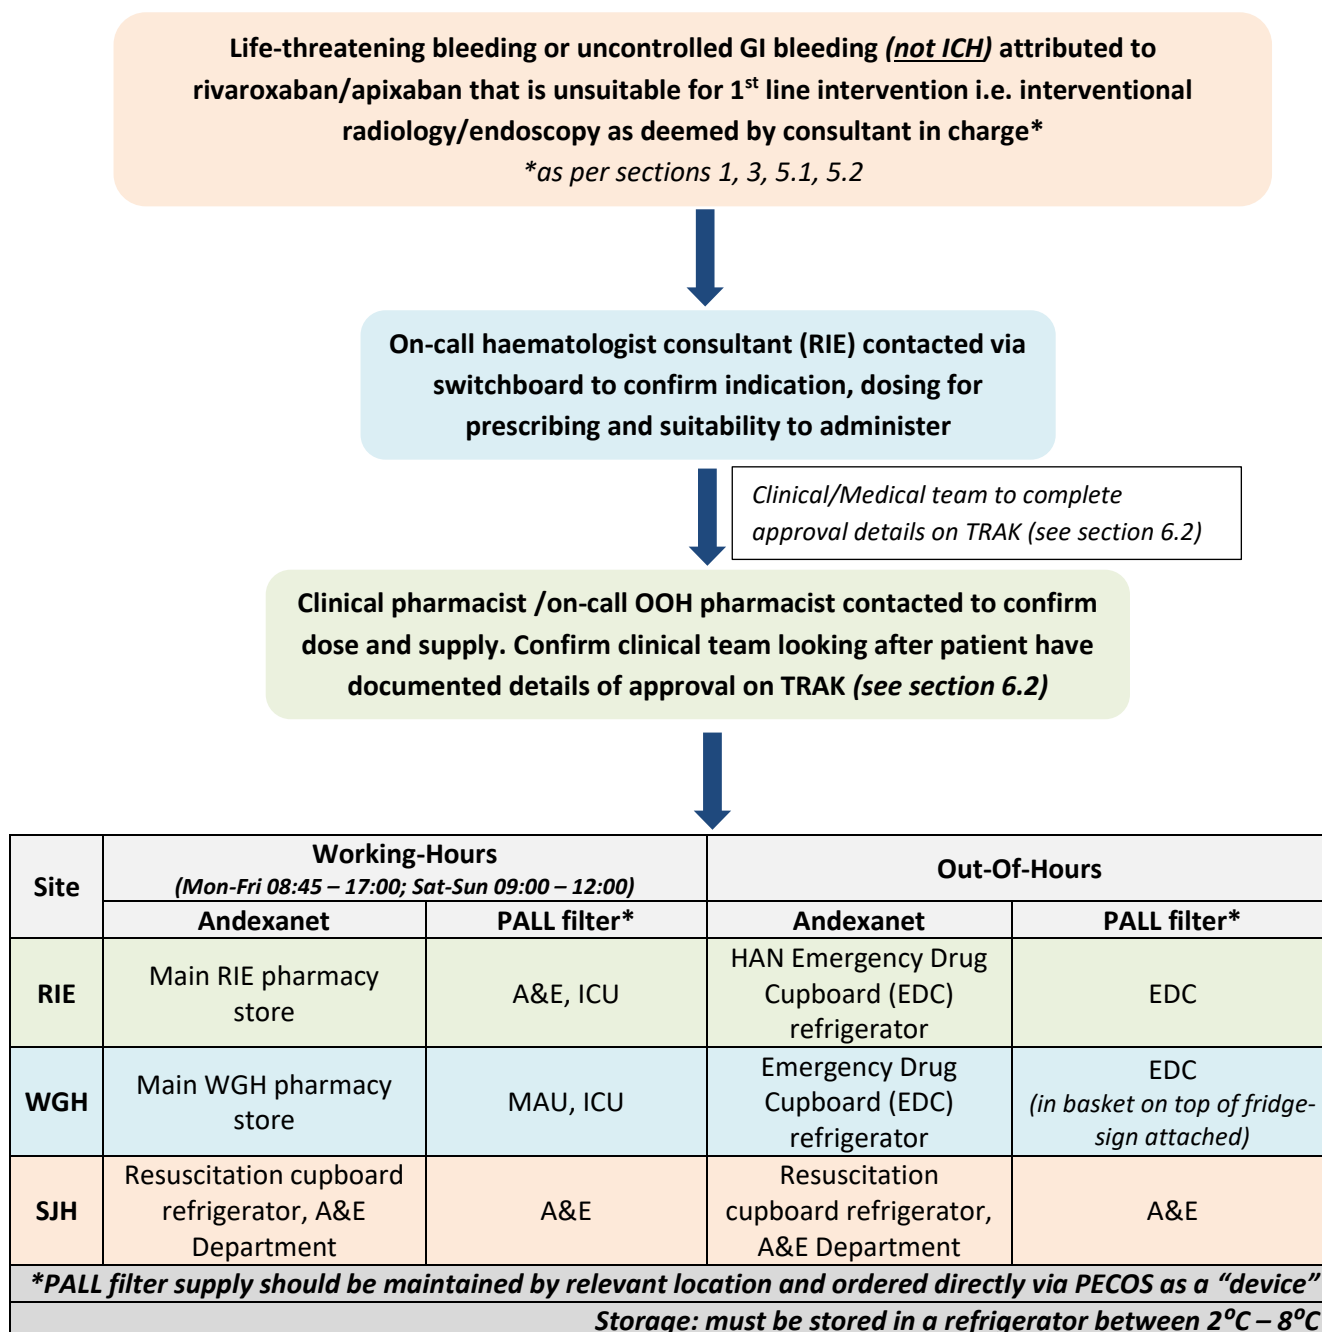 Life-threatening bleeding or uncontrolled GI bleeding (not ICH) attributed to
rivaroxaban/apixaban that is unsuitable for 1st line intervention i.e. interventional
radiology/endoscopy as deemed by consultant in charge*
*as per sections 1, 3, 5.1, 5.2
On-call haematologist consultant (RIE) contacted via
switchboard to confirm indication, dosing for
prescribing and suitability to administer
Clinical/Medical team to complete
approval details on TRAK (see section 6.2)
Clinical pharmacist /on-call OOH pharmacist contacted to confirm
dose and supply. Confirm clinical team looking after patient have
documented details of approval on TRAK (see section 6.2)
Site
Working-Hours
(Mon-Fri 08:45 – 17:00; Sat-Sun 09:00 – 12:00)
Out-Of-Hours
Andexanet
PALL filter*
Andexanet
PALL filter*
RIE
Main RIE pharmacy
store
A&E, ICU
HAN Emergency Drug
Cupboard (EDC)
refrigerator
EDC
WGH
Main WGH pharmacy
store
MAU, ICU
Emergency Drug
Cupboard (EDC)
refrigerator
EDC
(in basket on top of fridge-
sign attached)
SJH
Resuscitation cupboard
refrigerator, A&E
Department
A&E
Resuscitation
cupboard refrigerator,
A&E Department
A&E
*PALL filter supply should be maintained by relevant location and ordered directly via PECOS as a “device”
Storage: must be stored in a refrigerator between 2⁰C – 8⁰C